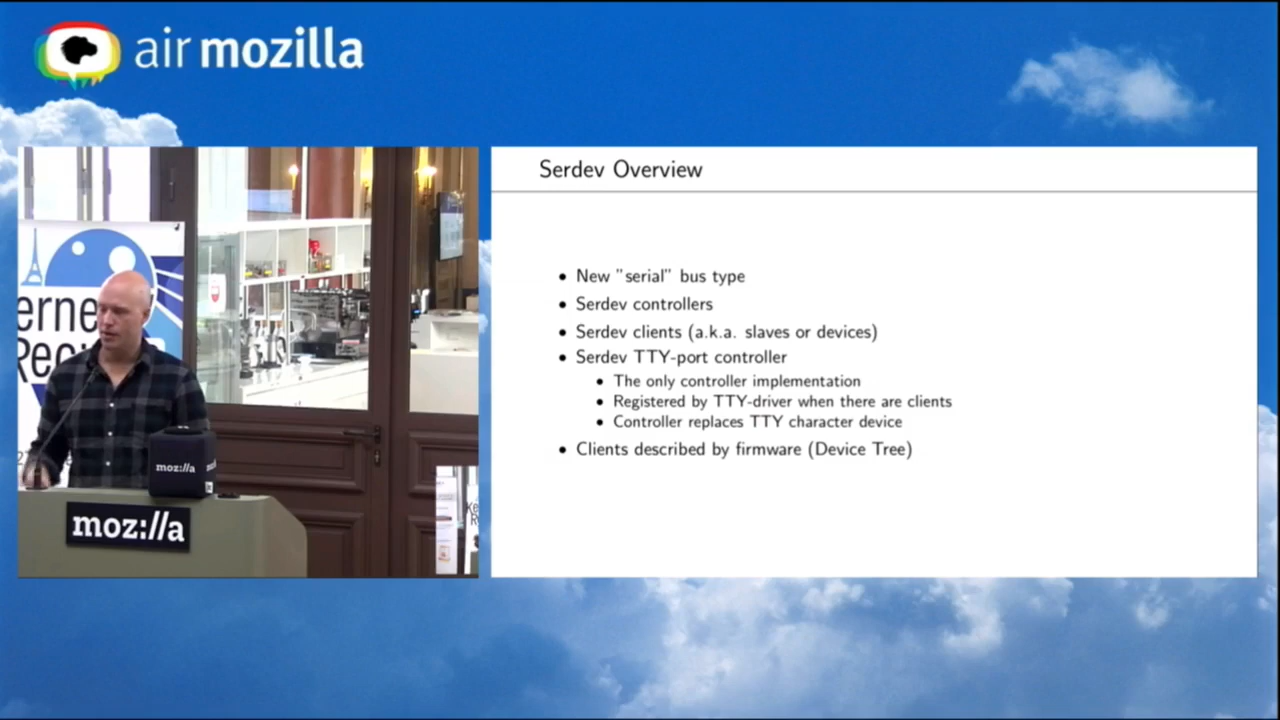 air mozilla
erne
Rec
moz://a
moz://a
Serdev Overview
• New "serial" bus type
• Serdev controllers
• Serdev clients (a.k.a. slaves or devices)
• Serdev TTY-port controller
• The only controller implementation
• Registered by TTY-driver when there are clients
• Controller replaces TTY character device
• Clients described by firmware (Device Tree)